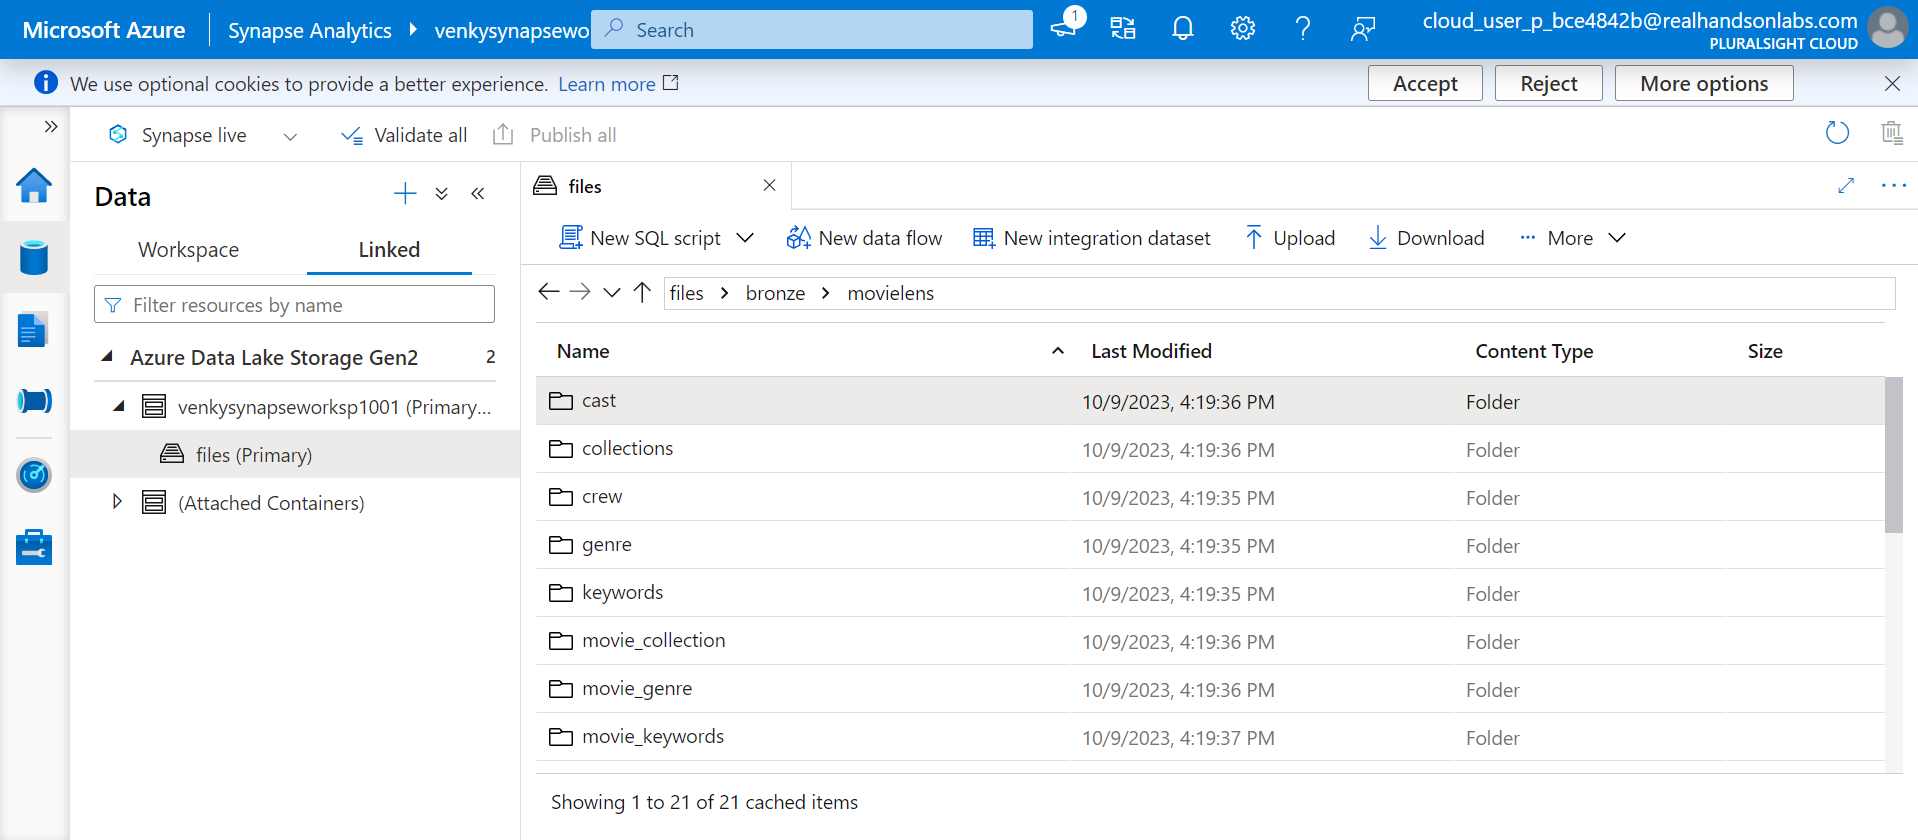 Microsoft Azure
Synapse Analytics
venkysynapsewo
Search
1
cloud_user_p_bce4842b@realhandsonlabs.com
PLURALSIGHT CLOUD
We use optional cookies to provide a better experience. Learn more
Accept
Reject
More options
Synapse live
Validate all
Publish all
Data
Workspace
Linked
Filter resources by name
Azure Data Lake Storage Gen2 2
venkysynapseworksp1001 (Primary...
files (Primary)
(Attached Containers)
files
New SQL script
New data flow
New integration dataset
Upload
Download
More
files > bronze > movielens
Name Last Modified Content Type Size
cast 10/9/2023, 4:19:36 PM Folder
collections 10/9/2023, 4:19:36 PM Folder
crew 10/9/2023, 4:19:35 PM Folder
genre 10/9/2023, 4:19:35 PM Folder
keywords 10/9/2023, 4:19:35 PM Folder
movie_collection 10/9/2023, 4:19:36 PM Folder
movie_genre 10/9/2023, 4:19:36 PM Folder
movie_keywords 10/9/2023, 4:19:37 PM Folder
Showing 1 to 21 of 21 cached items